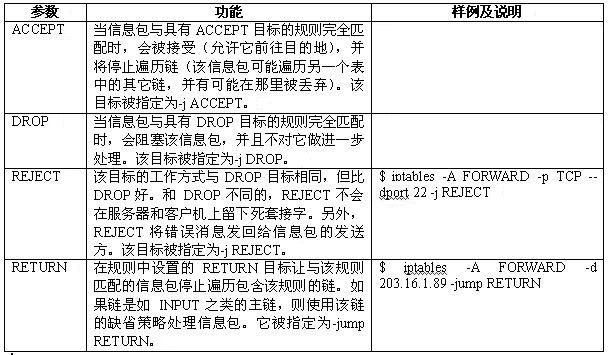 参数 功能 样例及说明
ACCEPT 当信息包与具有 ACCEPT 目标的规则完全匹
配时，会被接受（允许它前往目的地），并
将停止遍历链（该信息包可能遍历另一个表
中的其它链，并有可能在那里被丢弃）。该
目标被指定为-j ACCEPT。
DROP 当信息包与具有 DROP 目标的规则完全匹配
时，会阻塞该信息包，并且不对它做进一步
处理。该目标被指定为-j DROP。
REJECT 该目标的工作方式与 DROP 目标相同，但比
DROP 好。和 DROP 不同的，REJECT 不会
在服务器和客户机上留下死套接字。另外，
REJECT 将错误消息发回给信息包的发送
方。该目标被指定为-j REJECT。
$ iptables -A FORWARD -p TCP --
dport 22 -j REJECT
RETURN 在规则中设置的 RETURN 目标让与该规则
匹配的信息包停止遍历包含该规则的链。如
果链是如 INPUT 之类的主链，则使用该链
的缺省策略处理信息包。它被指定为-jump
RETURN。
$ iptables -A FORWARD -d
203.16.1.89 -jump RETURN